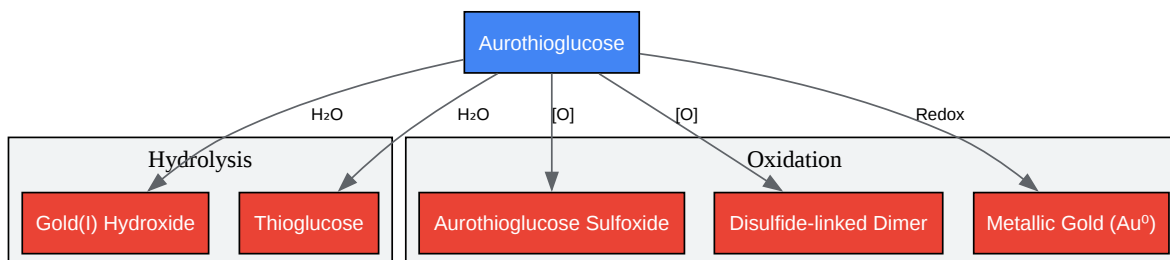 Aurothioglucose
H₂O
H₂O
[O]
[O]
Redox
Hydrolysis
Oxidation
Gold(I) Hydroxide
Thioglucose
Aurothioglucose Sulfoxide
Disulfide-linked Dimer
Metallic Gold (Au⁰)